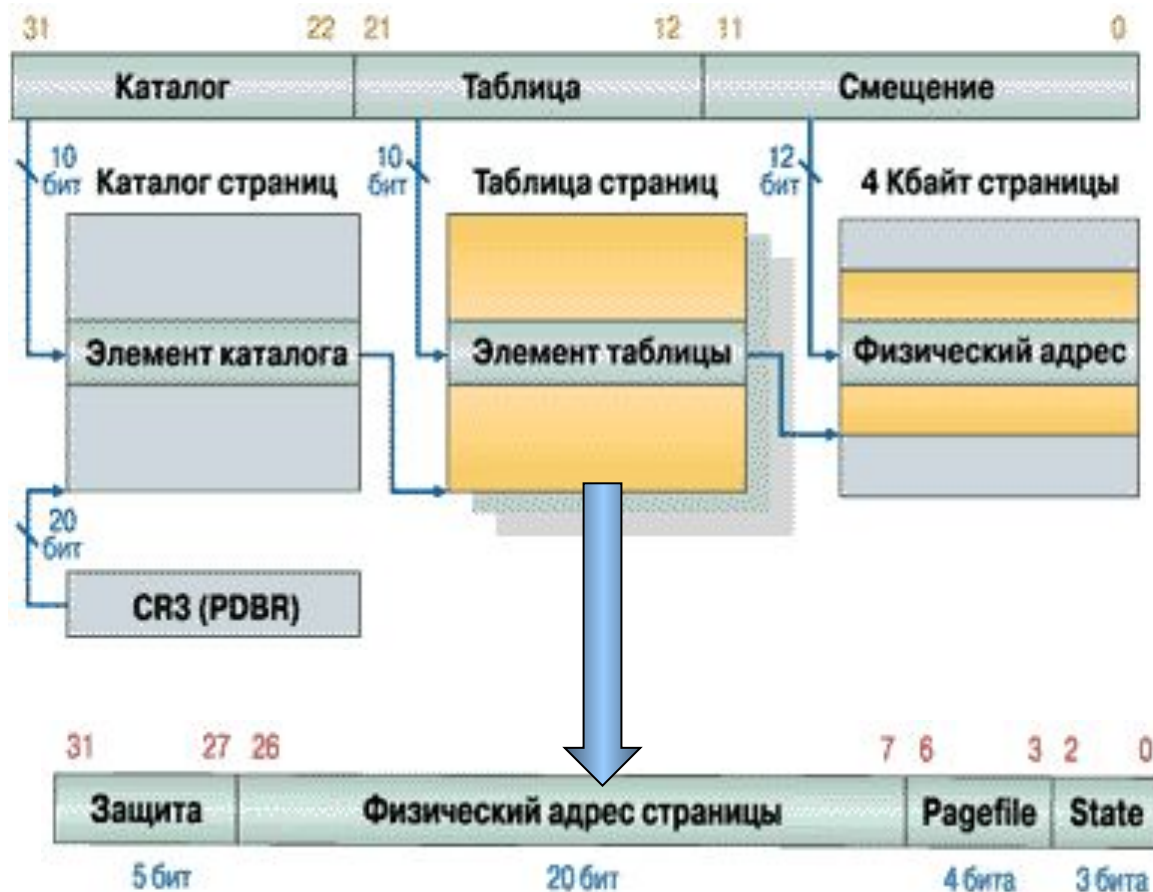 31 22 21 12 11 0
Каталог Таблица Смещение
10 бит 10 бит 12 бит
Каталог страниц Таблица страниц 4 Кбайт страницы
Элемент каталога Элемент таблицы Физический адрес
20 бит
CR3 (PDBR)
31 27 26 7 6 3 2 0
Защита Физический адрес страницы Pagefile State
5 бит 20 бит 4 бита 3 бита